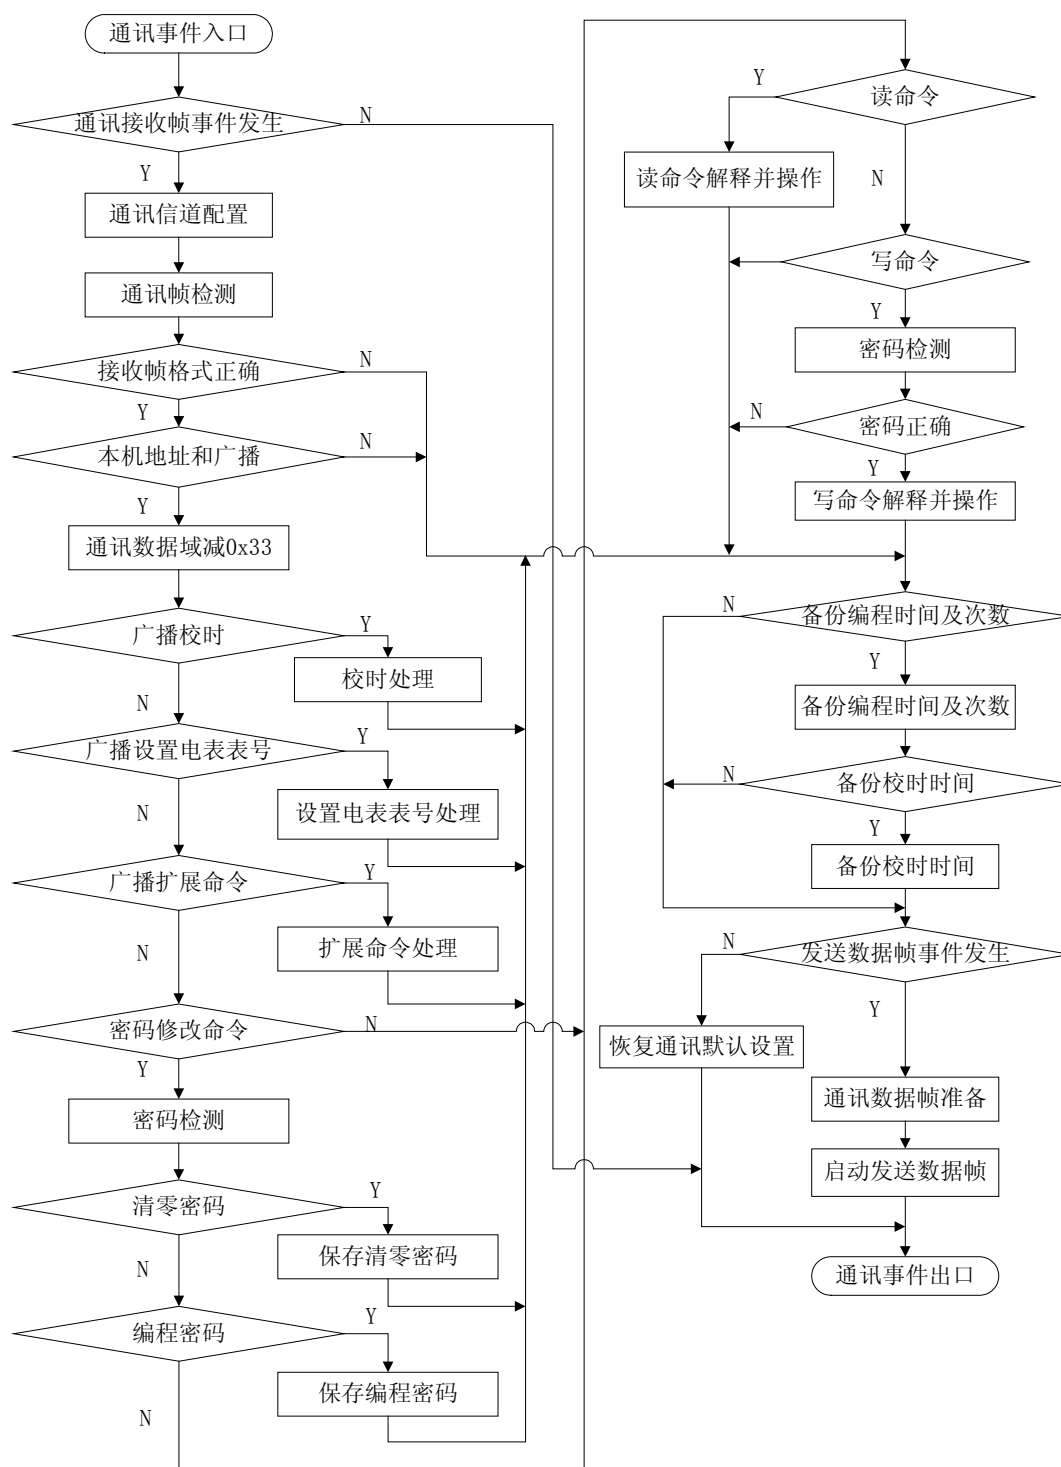 通讯事件入口
通讯接收帧事件发生
N
Y
通讯信道配置
通讯帧检测
接收帧格式正确
N
Y
本机地址和广播
N
Y
通讯数据域减0x33
广播校时
Y
校时处理
N
广播设置电表表号
Y
设置电表表号处理
N
广播扩展命令
Y
扩展命令处理
N
密码修改命令
N
Y
密码检测
清零密码
Y
保存清零密码
N
编程密码
Y
保存编程密码
N
读命令
Y
读命令解释并操作
N
写命令
Y
密码检测
密码正确
N
Y
写命令解释并操作
备份编程时间及次数
N
Y
备份编程时间及次数
备份校时时间
N
Y
备份校时时间
发送数据帧事件发生
N
Y
恢复通讯默认设置
通讯数据帧准备
启动发送数据帧
通讯事件出口